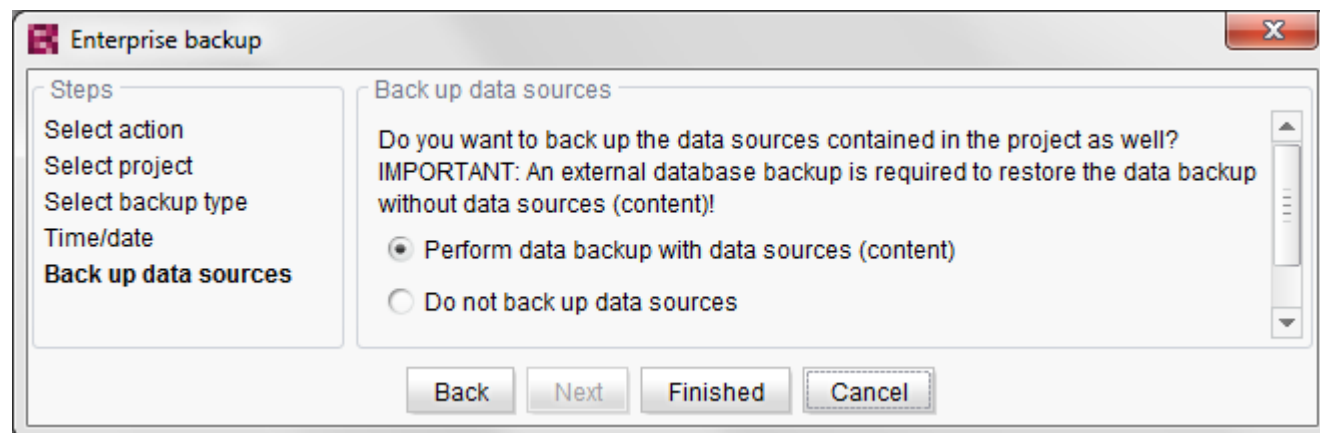 Enterprise backup
Steps
Select action
Select project
Select backup type
Time/date
Back up data sources
Back up data sources
Do you want to back up the data sources contained in the project as well?
IMPORTANT: An external database backup is required to restore the data backup
without data sources (content)!
Perform data backup with data sources (content)
Do not back up data sources
Back Next Finished Cancel